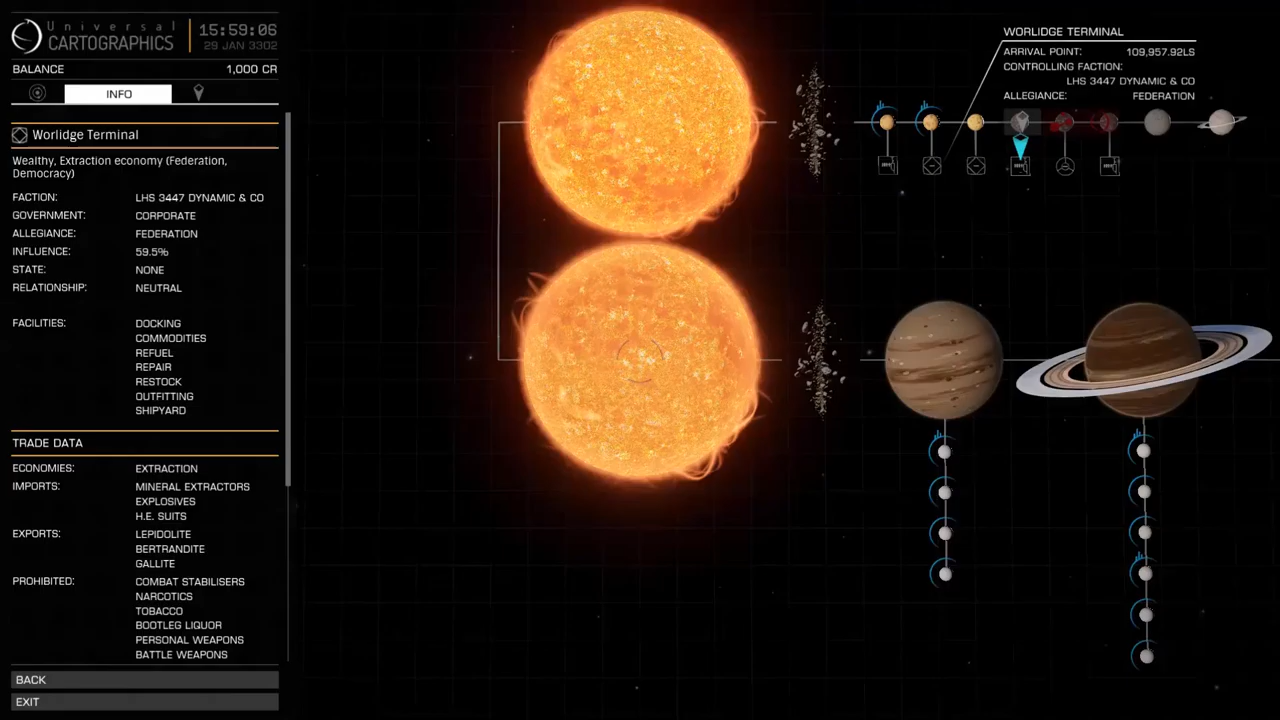 Universal
CARTOGRAPHICS
15:59:06
29 JAN 3302
BALANCE 1,000 CR
INFO
Worlidge Terminal
Wealthy, Extraction economy (Federation,
Democracy)
FACTION: LHS 3447 DYNAMIC & CO
GOVERNMENT: CORPORATE
ALLEGIANCE: FEDERATION
INFLUENCE: 59.5%
STATE: NONE
RELATIONSHIP: NEUTRAL
FACILITIES: DOCKING
COMMODITIES
REFUEL
REPAIR
RESTOCK
OUTFITTING
SHIPYARD
TRADE DATA
ECONOMIES: EXTRACTION
IMPORTS: MINERAL EXTRACTORS
EXPLOSIVES
H.E. SUITS
EXPORTS: LEPIDOLITE
BERTRANDITE
GALLITE
PROHIBITED: COMBAT STABILISERS
NARCOTICS
TOBACCO
BOOTLEG LIQUOR
PERSONAL WEAPONS
BATTLE WEAPONS
BACK
EXIT
WORLIDGE TERMINAL
ARRIVAL POINT: 109,957.92LS
CONTROLLING FACTION:
LHS 3447 DYNAMIC & CO
ALLEGIANCE: FEDERATION